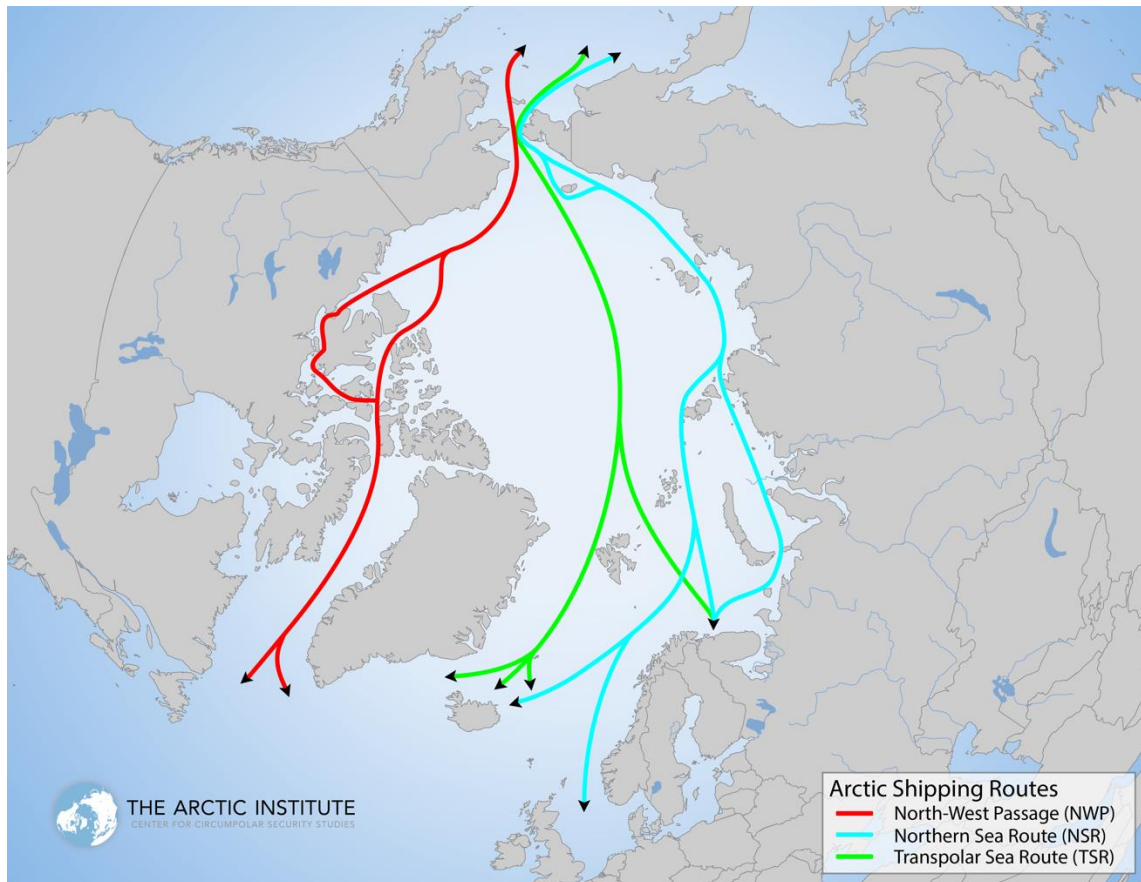 THE ARCTIC INSTITUTE
CENTER FOR CIRCUMPOLAR SECURITY STUDIES
Arctic Shipping Routes
North-West Passage (NWP)
Northern Sea Route (NSR)
Transpolar Sea Route (TSR)